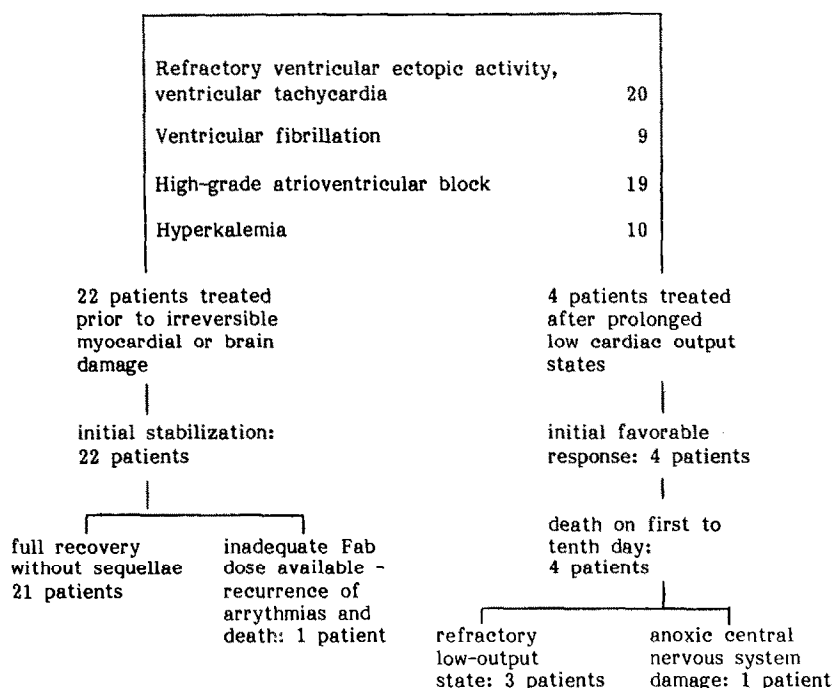 Refractory ventricular ectopic activity,
ventricular tachycardia 20
Ventricular fibrillation 9
High-grade atrioventricular block 19
Hyperkalemia 10
22 patients treated
prior to irreversible
myocardial or brain
damage
4 patients treated
after prolonged
low cardiac output
states
initial stabilization:
22 patients
initial favorable
response: 4 patients
full recovery
without sequellae
21 patients
inadequate Fab
dose available -
recurrence of
arrythmias and
death: 1 patient
death on first to
tenth day:
4 patients
refractory
low-output
state: 3 patients
anoxic central
nervous system
damage: 1 patient